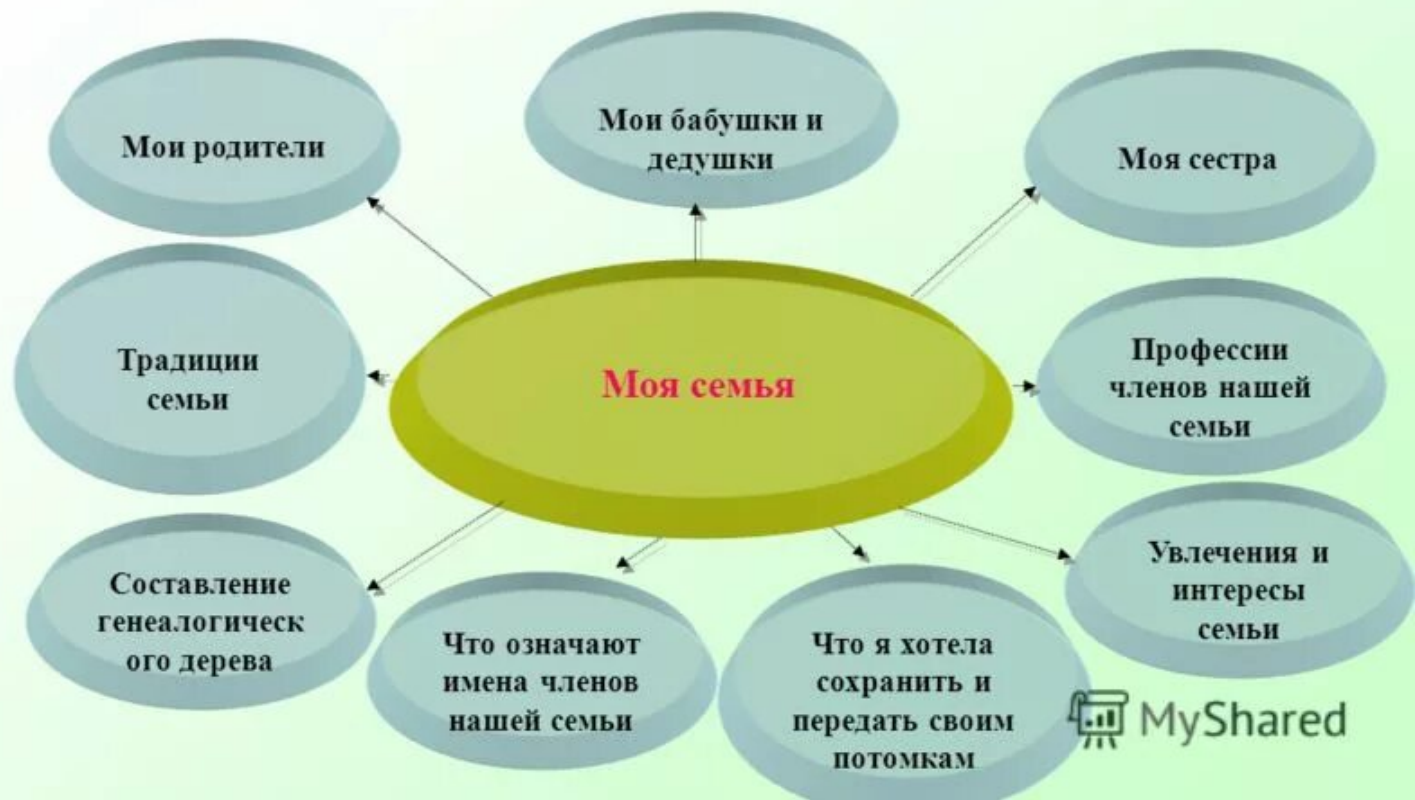 Мои родители
Мои бабушки и
дедушки
Моя сестра
Традиции
семьи
Моя семья
Профессии
членов нашей
семьи
Составление
генеалогическ
ого дерева
Что означают
имена членов
нашей семьи
Что я хотела
сохранить и
передать своим
потомкам
Увлечения и
интересы
семьи
MyShared